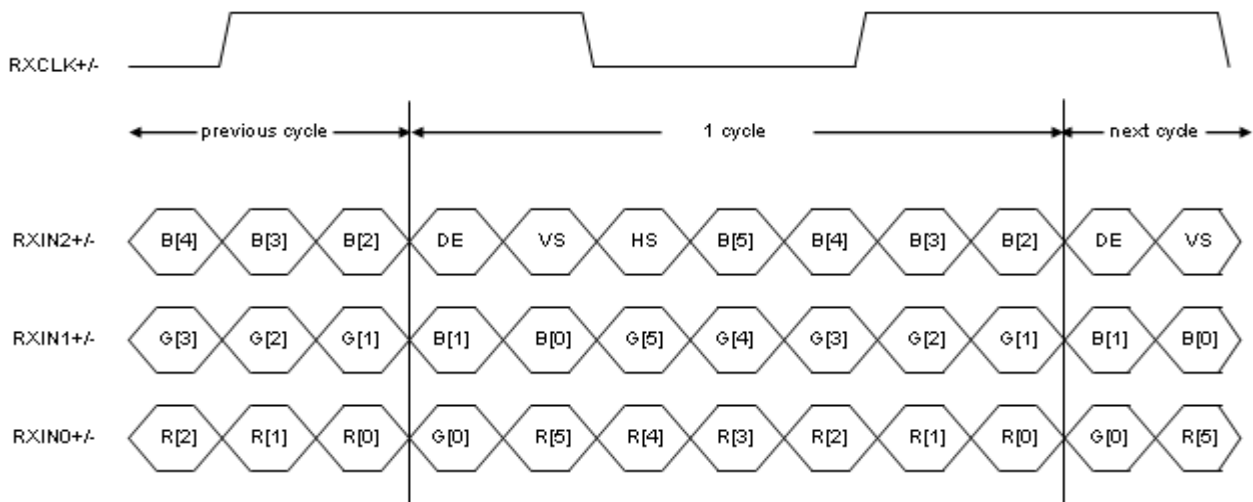 RXCLK+/-
previous cycle 1 cycle next cycle
RXIN2+/- B[4] B[3] B[2] DE VS HS B[5] B[4] B[3] B[2] DE VS
RXIN1+/- G[3] G[2] G[1] B[1] B[0] G[5] G[4] G[3] G[2] G[1] B[1] B[0]
RXIN0+/- R[2] R[1] R[0] G[0] R[5] R[4] R[3] R[2] R[1] R[0] G[0] R[5]